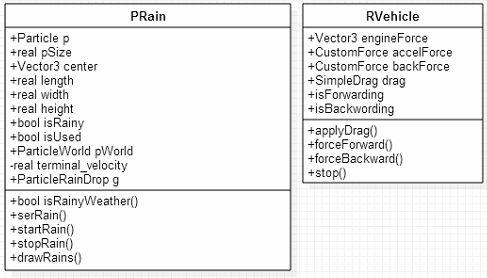 PRain
+Particle p
+real pSize
+Vector3 center
+real length
+real width
+real height
+bool isRainy
+bool isUsed
+ParticleWorld pWorld
-real terminal_velocity
+ParticleRainDrop g
+bool isRainyWeather()
+serRain()
+startRain()
+stopRain()
+drawRains()
RVehicle
+Vector3 engineForce
+CustomForce accelForce
+CustomForce backForce
+SimpleDrag drag
+isForwarding
+isBackwording
+applyDrag()
+forceForward()
+forceBackward()
+stop()